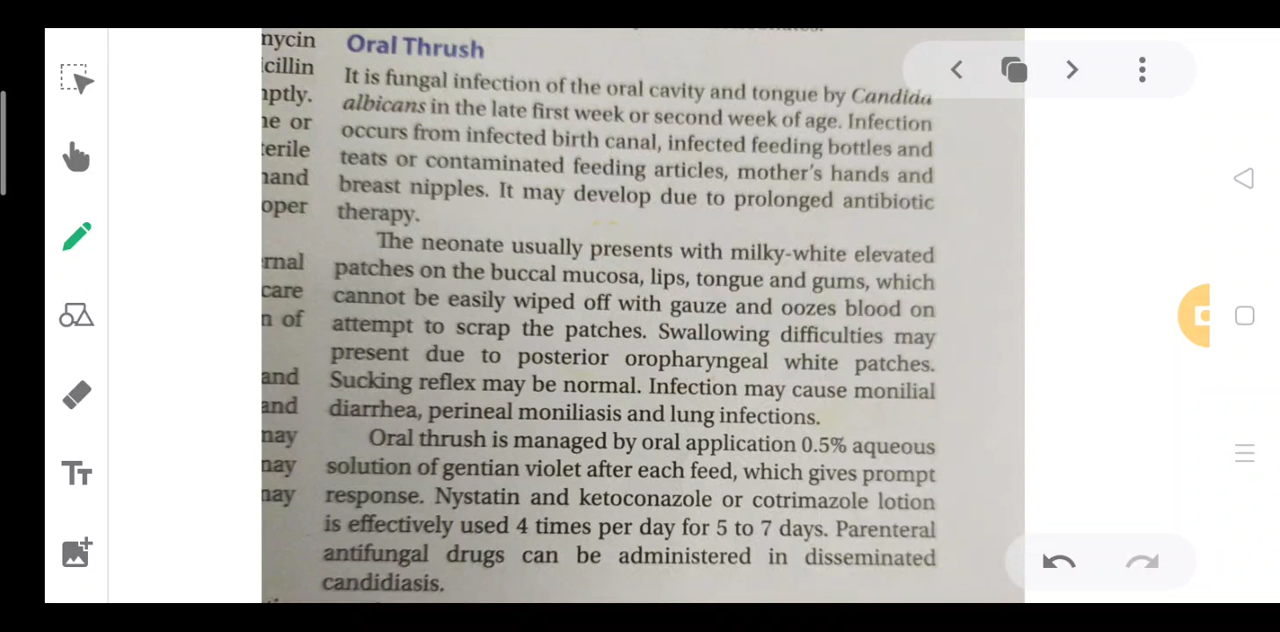 nycin
cillin
ptly.
ne or
terile
hand
oper
rnal
care
n of
and
and
may
may
may
Oral Thrush
It is fungal infection of the oral cavity and tongue by Candida
albicans in the late first week or second week of age. Infection
occurs from infected birth canal, infected feeding bottles and
teats or contaminated feeding articles, mother's hands and
breast nipples. It may develop due to prolonged antibiotic
therapy.
The neonate usually presents with milky-white elevated
patches on the buccal mucosa, lips, tongue and gums, which
cannot be easily wiped off with gauze and oozes blood on
attempt to scrap the patches. Swallowing difficulties may
present due to posterior oropharyngeal white patches.
Sucking reflex may be normal. Infection may cause monilial
diarrhea, perineal moniliasis and lung infections.
Oral thrush is managed by oral application 0.5% aqueous
solution of gentian violet after each feed, which gives prompt
response. Nystatin and ketoconazole or cotrimazole lotion
is effectively used 4 times per day for 5 to 7 days. Parenteral
antifungal drugs can be administered in disseminated
candidiasis.
TT